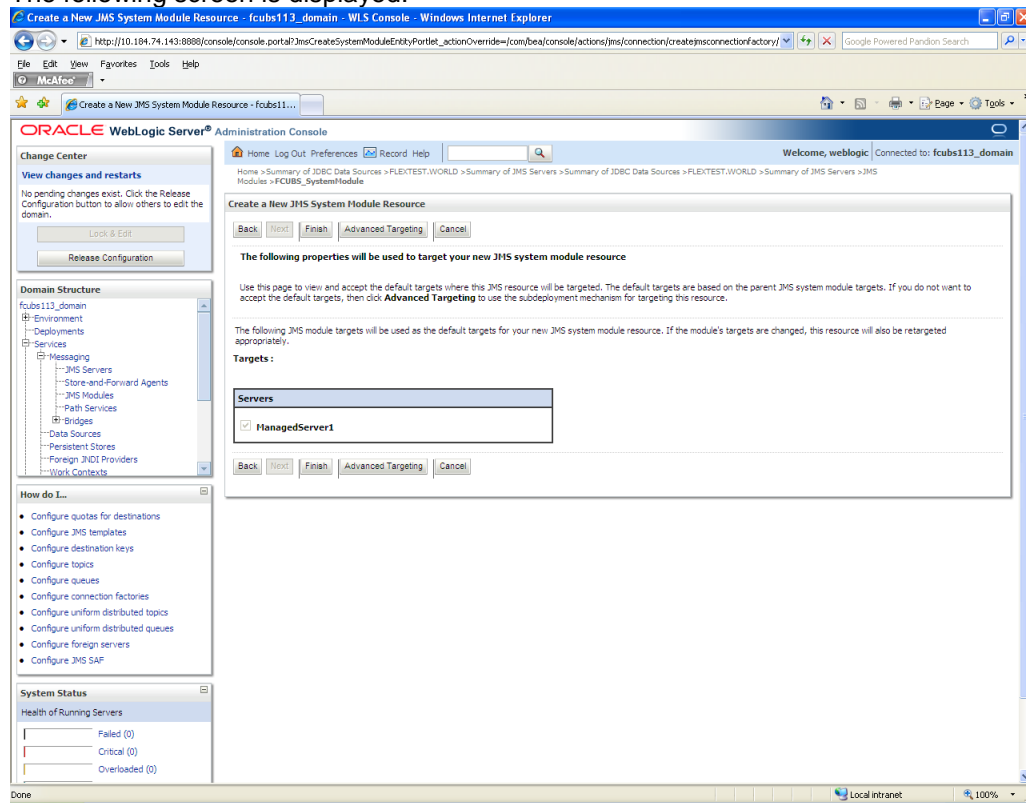 The following screen is displayed:
Create a New JMS System Module Resource - fcubs113_domain - WLS Console - Windows Internet Explorer
http://10.184.74.143:8888/console/console.portal?JmsCreateSystemModuleEntityPortlet_actionOverride=/com/bea/console/actions/jms/connection/createjmsconnectionfactory/
Google Powered Pandion Search
File Edit View Favorites Tools Help
McAfee
Create a New JMS System Module Resource - fcubs11...
Page Tools
ORACLE WebLogic Server® Administration Console
Change Center
View changes and restarts
No pending changes exist. Click the Release
Configuration button to allow others to edit the
domain.
Lock & Edit
Release Configuration
Domain Structure
fcubs113_domain
Environment
Deployments
Services
Messaging
JMS Servers
Store-and-Forward Agents
JMS Modules
Path Services
Bridges
Data Sources
Persistent Stores
Foreign JNDI Providers
Work Contexts
How do I...
Configure quotas for destinations
Configure JMS templates
Configure destination keys
Configure topics
Configure queues
Configure connection factories
Configure uniform distributed topics
Configure uniform distributed queues
Configure foreign servers
Configure JMS SAF
System Status
Health of Running Servers
Failed (0)
Critical (0)
Overloaded (0)
Home Log Out Preferences Record Help
Welcome, weblogic Connected to: fcubs113_domain
Home >Summary of JDBC Data Sources >FLEXTEST.WORLD >Summary of JMS Servers >Summary of JDBC Data Sources >FLEXTEST.WORLD >Summary of JMS Servers >JMS
Modules >FCUBS_SystemModule
Create a New JMS System Module Resource
Back Next Finish Advanced Targeting Cancel
The following properties will be used to target your new JMS system module resource
Use this page to view and accept the default targets where this JMS resource will be targeted. The default targets are based on the parent JMS system module targets. If you do not want to
accept the default targets, then click Advanced Targeting to use the subdeployment mechanism for targeting this resource.
The following JMS module targets will be used as the default targets for your new JMS system module resource. If the module's targets are changed, this resource will also be retargeted
appropriately.
Targets :
Servers
ManagedServer1
Back Next Finish Advanced Targeting Cancel
Done
Local intranet
100%